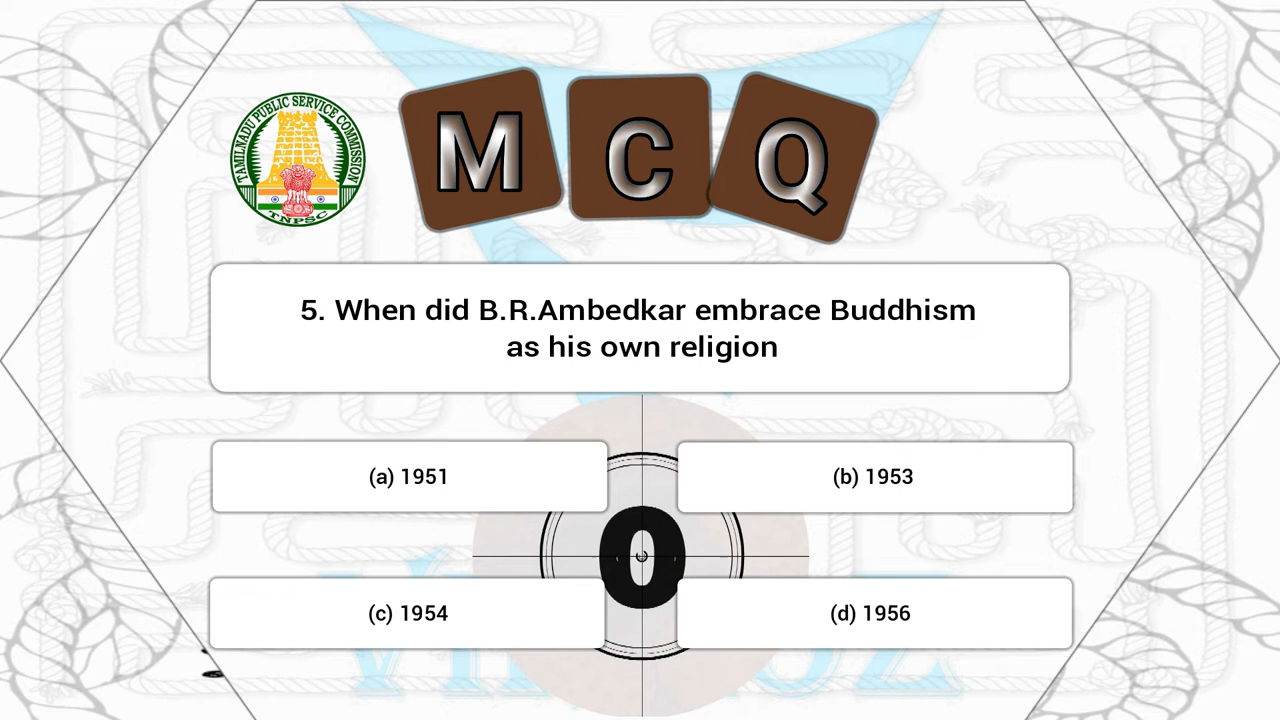 TAMILNADU PUBLIC SERVICE COMMISSION
TNPSC
M C Q
5. When did B.R.Ambedkar embrace Buddhism
as his own religion
(a) 1951
(b) 1953
0
(c) 1954
(d) 1956